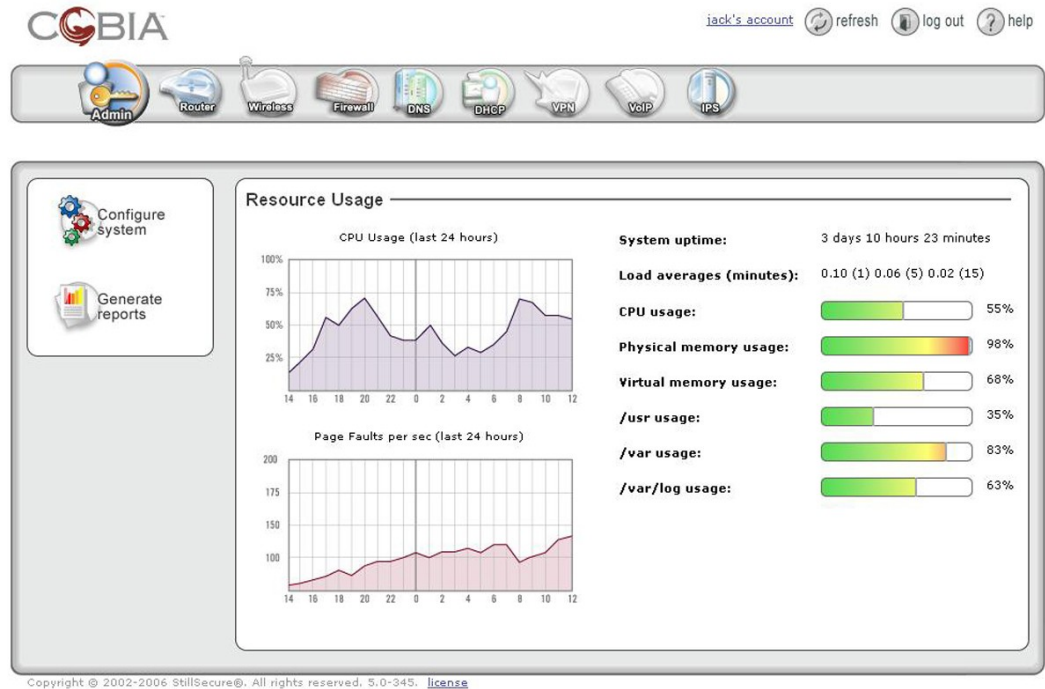 COBIA
jack's account refresh log out ? help
Admin Router Wireless Firewall DNS DHCP VPN VoIP IPS
Configure
system
Generate
reports
Resource Usage
CPU Usage (last 24 hours)
100%
75%
50%
25%
14 16 18 20 22 0 2 4 6 8 10 12
Page Faults per sec (last 24 hours)
200
175
150
100
14 16 18 20 22 0 2 4 6 8 10 12
System uptime: 3 days 10 hours 23 minutes
Load averages (minutes): 0.10 (1) 0.06 (5) 0.02 (15)
CPU usage: 55%
Physical memory usage: 98%
Virtual memory usage: 68%
/usr usage: 35%
/var usage: 83%
/var/log usage: 63%
Copyright © 2002-2006 StillSecure®. All rights reserved. 5.0-345. license